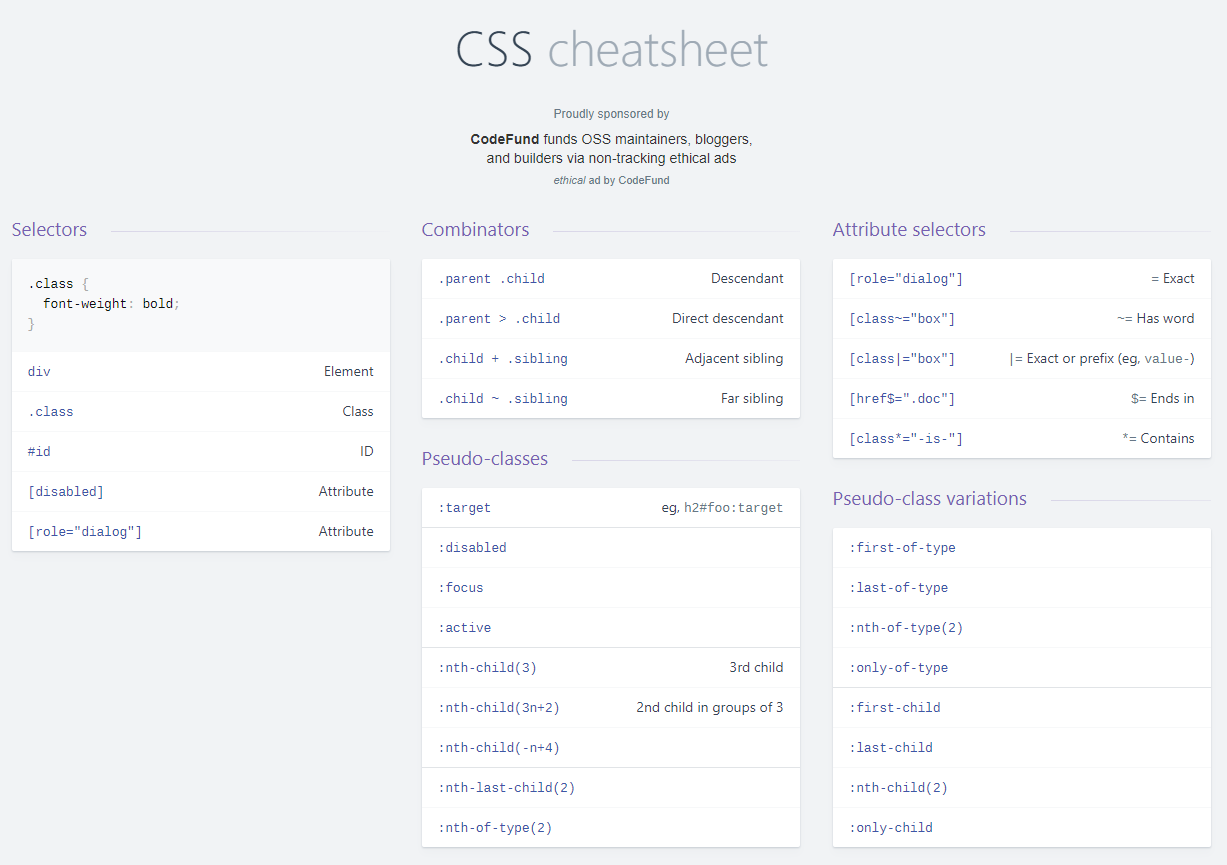 CSS cheatsheet
Proudly sponsored by
CodeFund funds OSS maintainers, bloggers,
and builders via non-tracking ethical ads
ethical ad by CodeFund
Selectors
.class {
  font-weight: bold;
}
div Element
.class Class
#id ID
[disabled] Attribute
[role="dialog"] Attribute
Combinators
.parent .child Descendant
.parent > .child Direct descendant
.child + .sibling Adjacent sibling
.child ~ .sibling Far sibling
Pseudo-classes
:target eg, h2#foo:target
:disabled
:focus
:active
:nth-child(3) 3rd child
:nth-child(3n+2) 2nd child in groups of 3
:nth-child(-n+4)
:nth-last-child(2)
:nth-of-type(2)
Attribute selectors
[role="dialog"] = Exact
[class~="box"] ~= Has word
[class|="box"] |= Exact or prefix (eg, value-)
[href$=".doc"] $= Ends in
[class*="-is-"] *= Contains
Pseudo-class variations
:first-of-type
:last-of-type
:nth-of-type(2)
:only-of-type
:first-child
:last-child
:nth-child(2)
:only-child